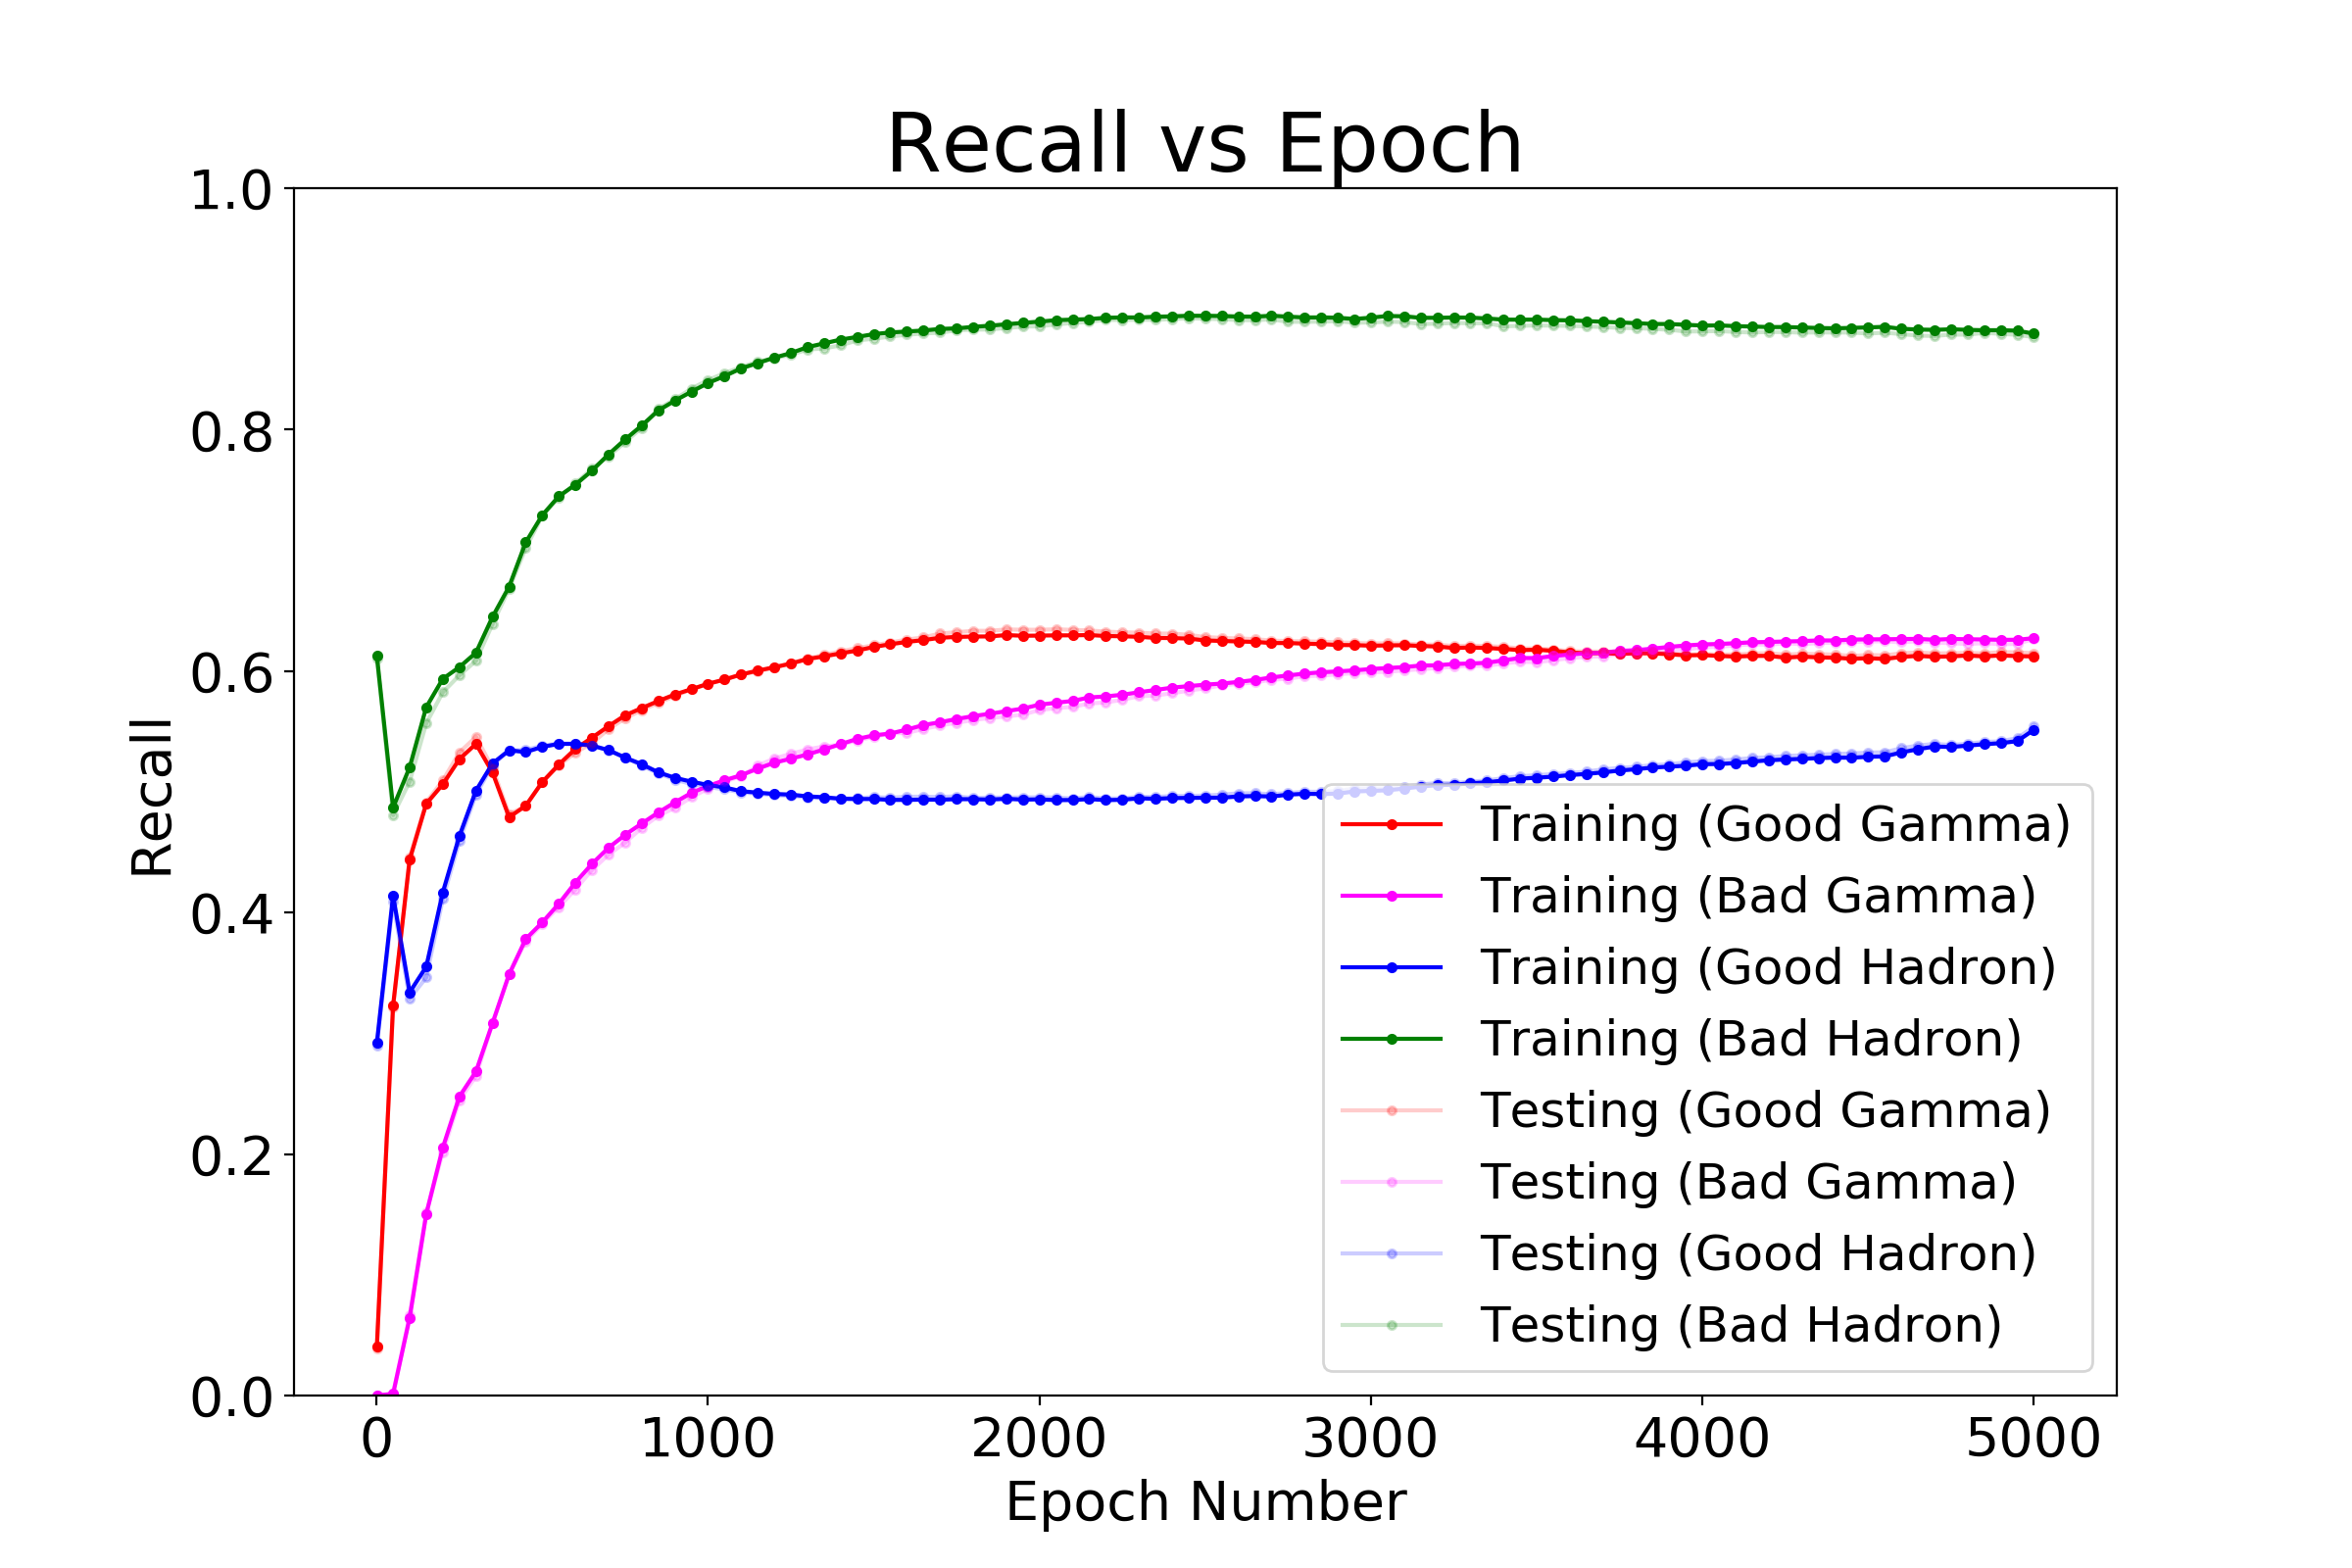 Recall vs Epoch
1.0
0.8
0.6
0.4
0.2
0.0
Recall
0 1000 2000 3000 4000 5000
Epoch Number
Training (Good Gamma)
Training (Bad Gamma)
Training (Good Hadron)
Training (Bad Hadron)
Testing (Good Gamma)
Testing (Bad Gamma)
Testing (Good Hadron)
Testing (Bad Hadron)